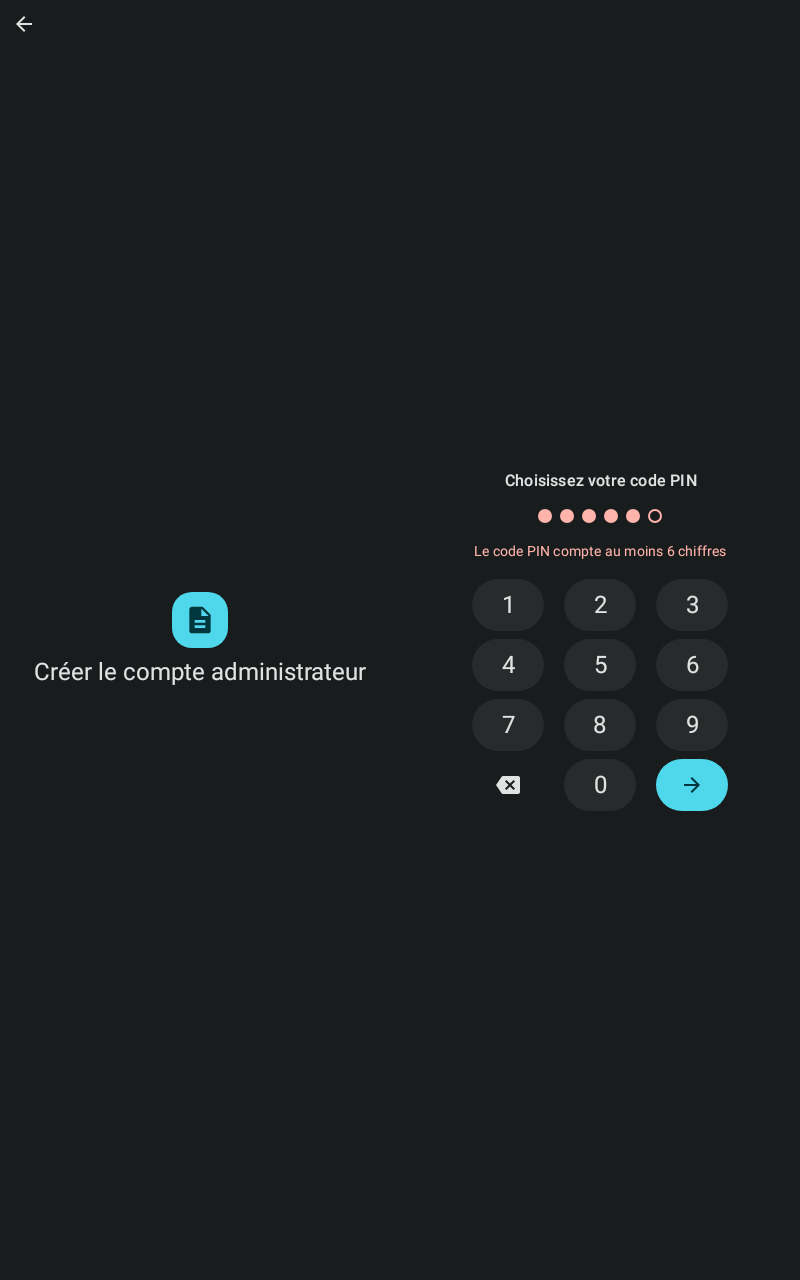 Créer le compte administrateur
Choisissez votre code PIN
Le code PIN compte au moins 6 chiffres
1 2 3
4 5 6
7 8 9
0